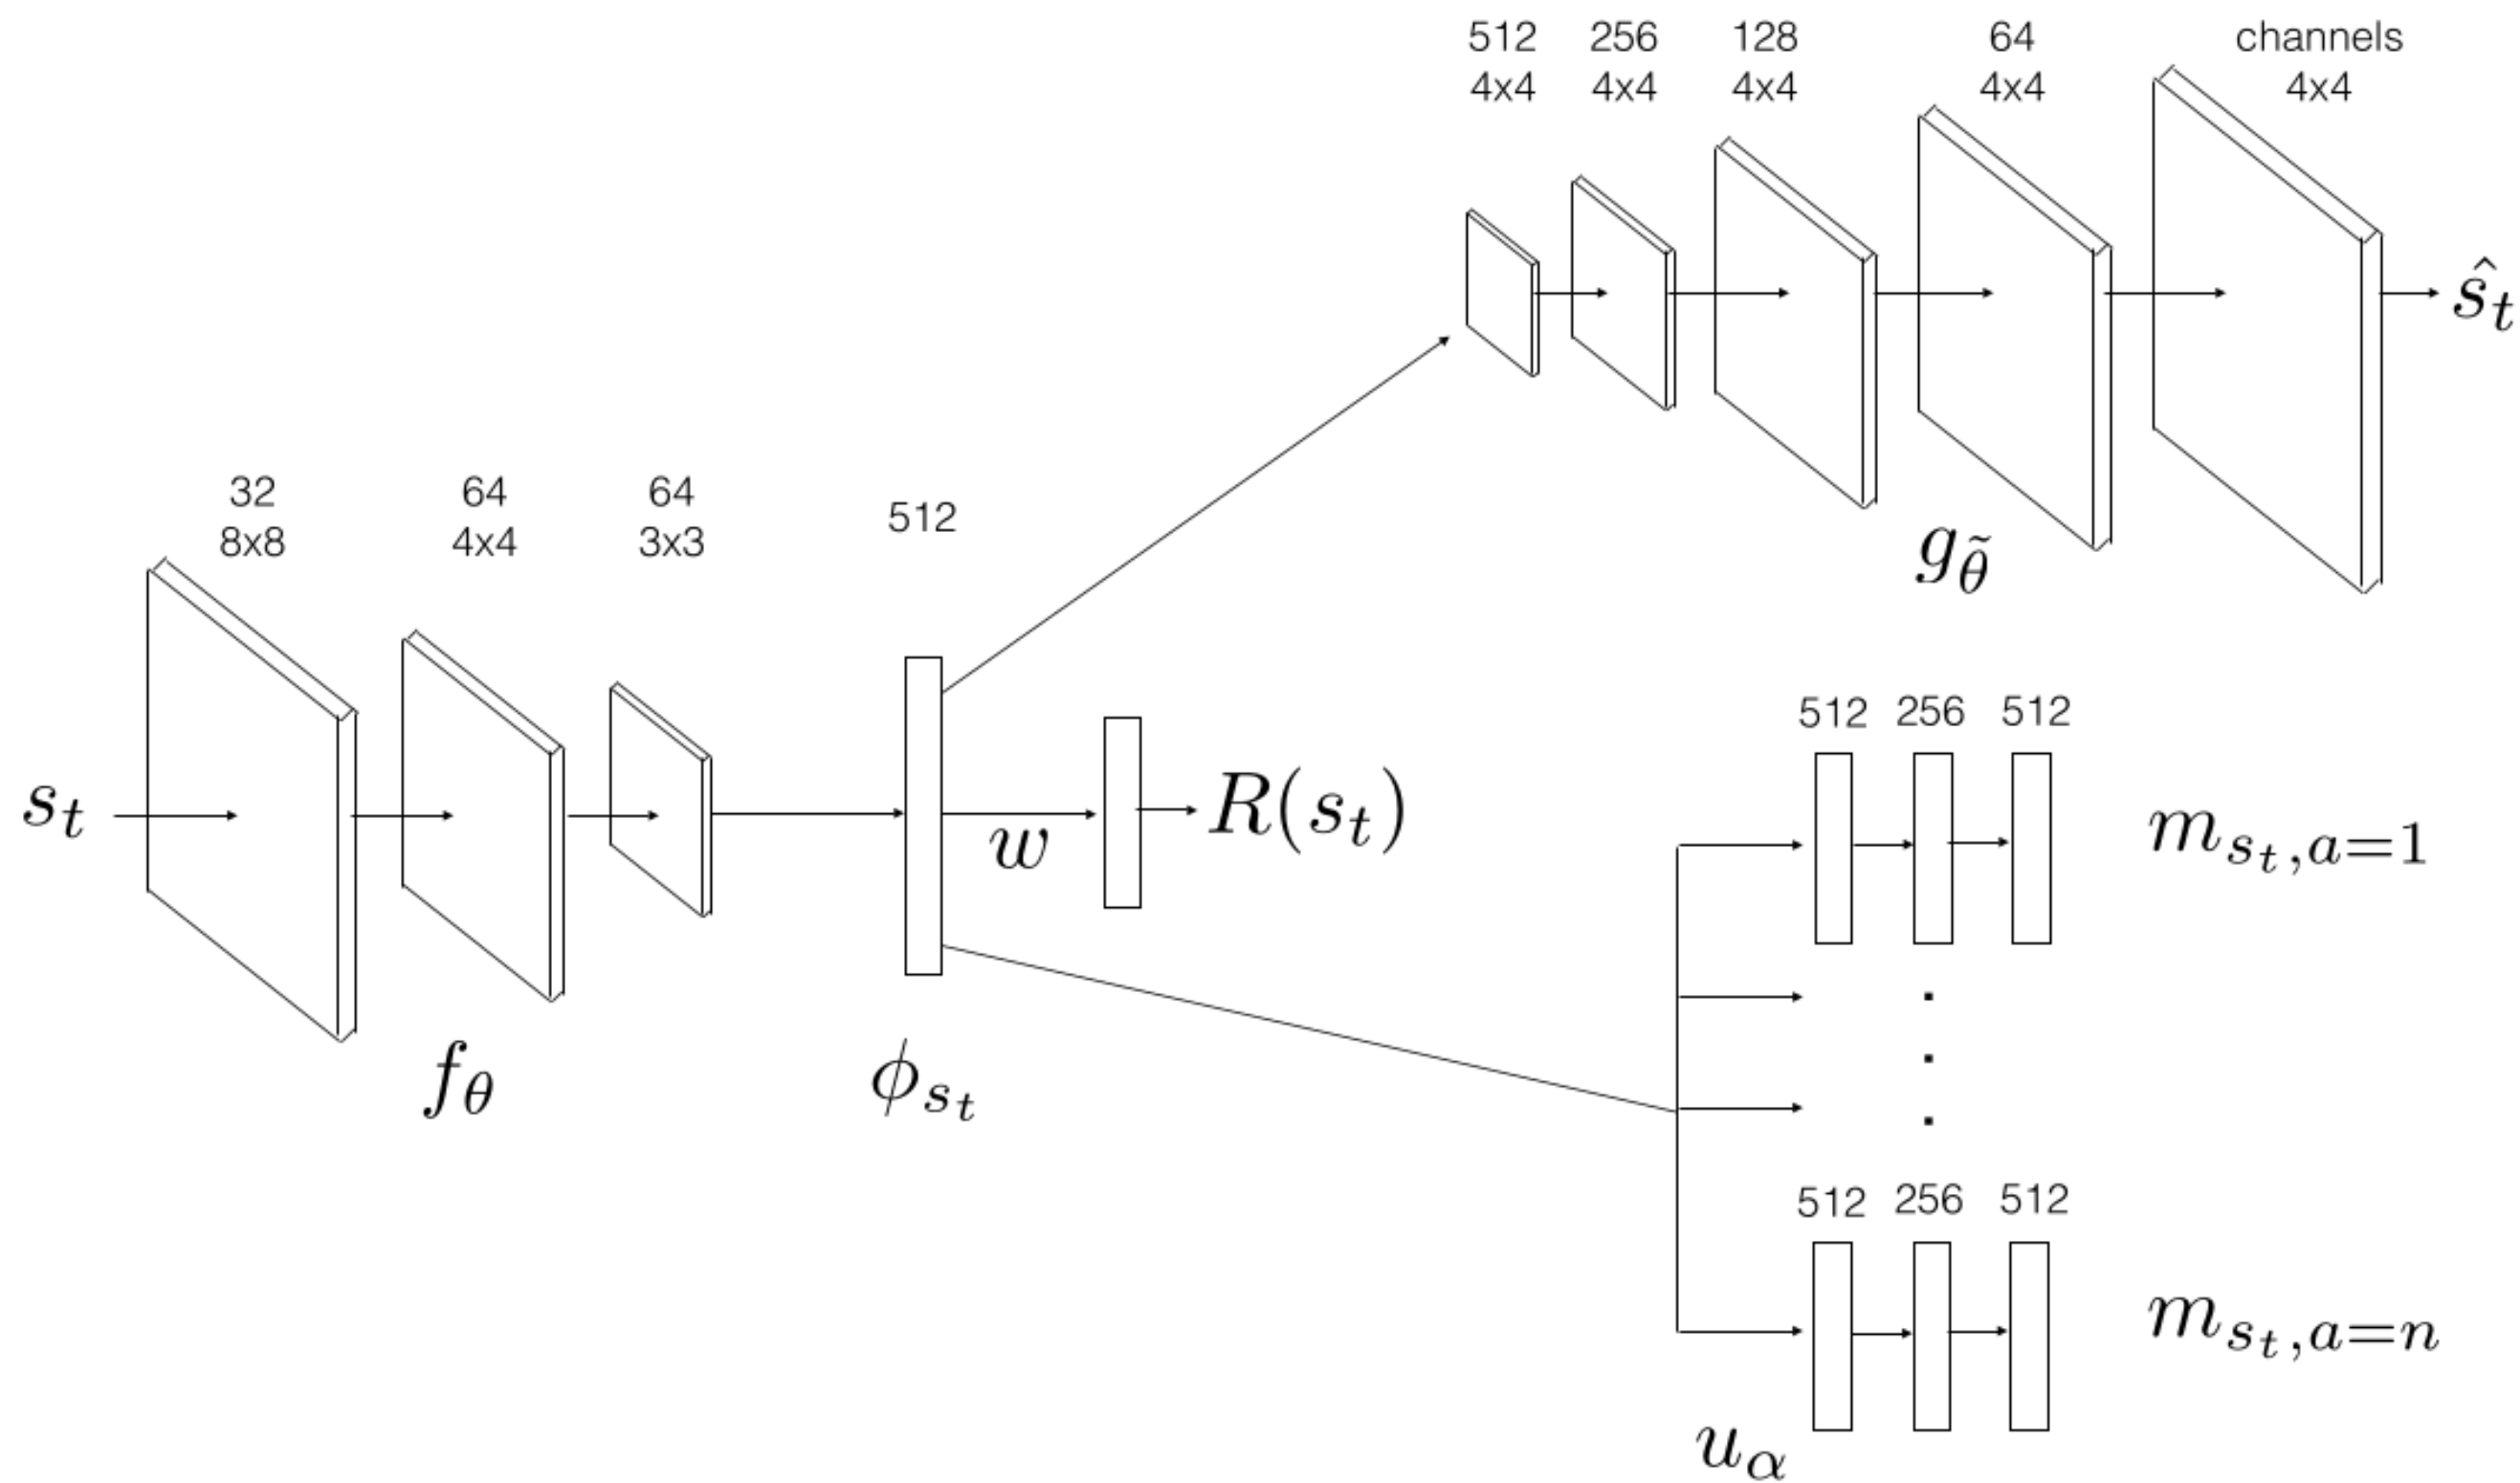 512 256 128 64 channels
4x4 4x4 4x4 4x4 4x4
ŝ_t
g_θ̃
32 64 64 512
8x8 4x4 3x3
s_t
w
R(s_t)
f_θ
ϕ_{s_t}
512 256 512
m_{s_t,a=1}
.
.
.
512 256 512
m_{s_t,a=n}
u_α